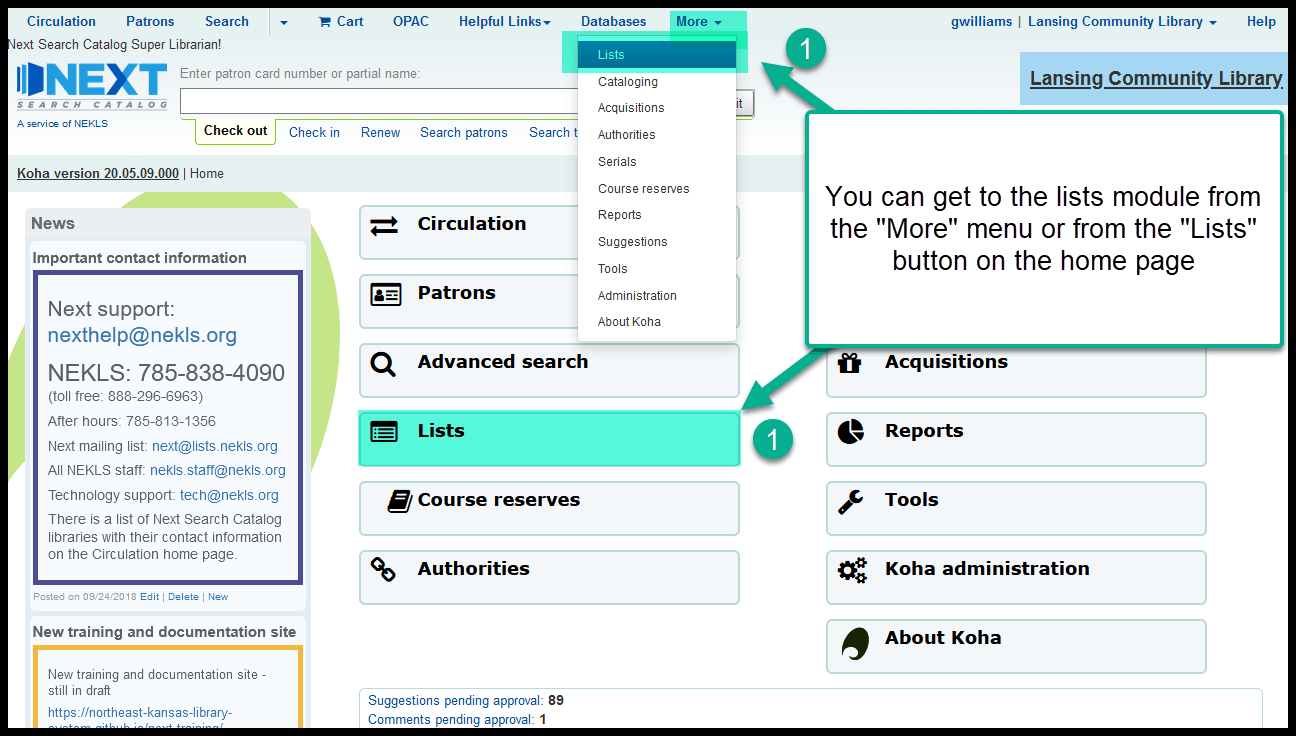 Circulation Patrons Search Cart OPAC Helpful Links Databases More gwilliams | Lansing Community Library Help
Next Search Catalog Super Librarian!
NEXT
SEARCH CATALOG
A service of NEKLS
Enter patron card number or partial name:
Check out Check in Renew Search patrons Search
Lansing Community Library
Lists
Cataloging
Acquisitions
Authorities
Serials
Course reserves
Reports
Suggestions
Tools
Administration
About Koha
1
You can get to the lists module from
the "More" menu or from the "Lists"
button on the home page
Koha version 20.05.09.000 | Home
News
Important contact information
Next support:
nexthelp@nekls.org
NEKLS: 785-838-4090
(toll free: 888-296-6963)
After hours: 785-813-1356
Next mailing list: next@lists.nekls.org
All NEKLS staff: nekls.staff@nekls.org
Technology support: tech@nekls.org
There is a list of Next Search Catalog
libraries with their contact information
on the Circulation home page.
Posted on 09/24/2018 Edit | Delete | New
New training and documentation site
New training and documentation site -
still in draft
https://northeast-kansas-library-
system.github.io/next-training/
Circulation
Patrons
Advanced search
Lists
1
Course reserves
Authorities
Acquisitions
Reports
Tools
Koha administration
About Koha
Suggestions pending approval: 89
Comments pending approval: 1